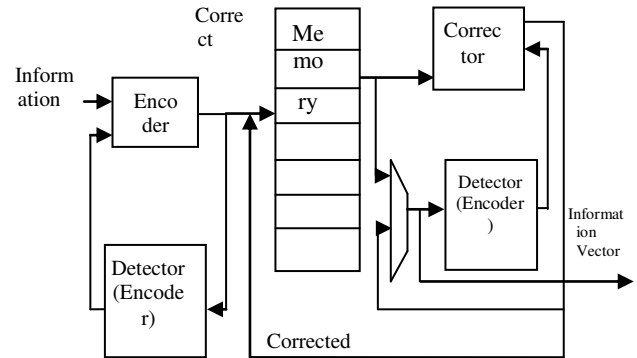 Corre
ct
Me
mo
ry
Correc
tor
Inform
ation
Enco
der
Detector
(Encoder
)
Informat
ion
Vector
Detector
(Encode
r)
Corrected